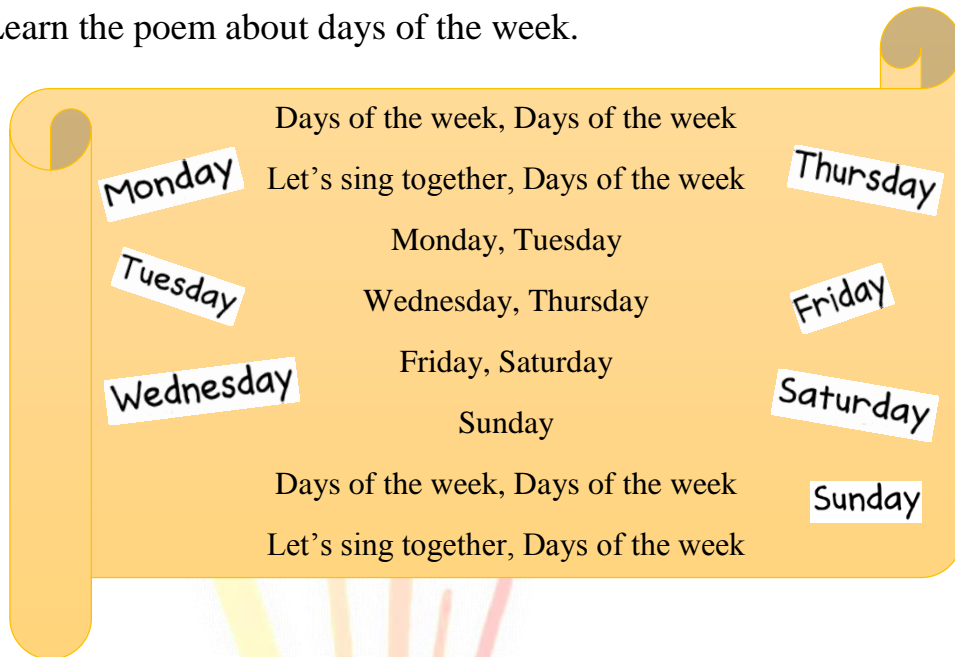 Learn the poem about days of the week.
Days of the week, Days of the week
Monday
Let’s sing together, Days of the week
Thursday
Monday, Tuesday
Tuesday
Wednesday, Thursday
Friday
Friday, Saturday
Wednesday
Saturday
Sunday
Days of the week, Days of the week
Sunday
Let’s sing together, Days of the week